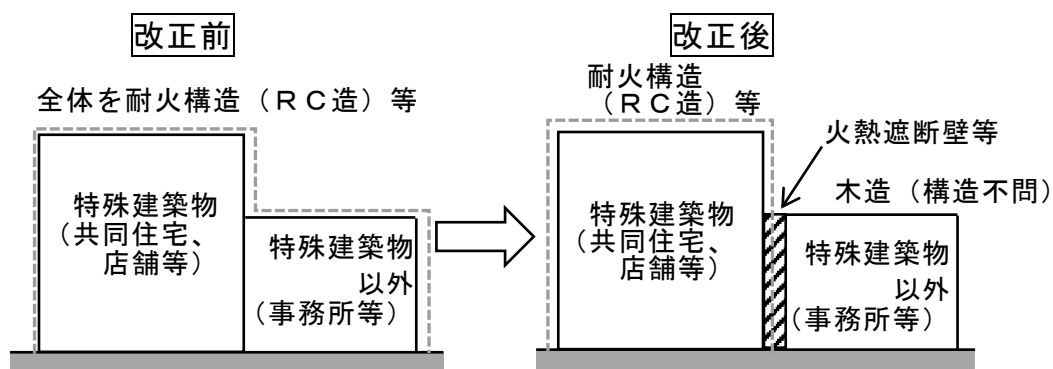 改正前
全体を耐火構造（ＲＣ造）等
特殊建築物
（共同住宅、
店舗等）
特殊建築物
以外
（事務所等）
改正後
耐火構造
（ＲＣ造）等
火熱遮断壁等
木造（構造不問）
特殊建築物
（共同住宅、
店舗等）
特殊建築物
以外
（事務所等）